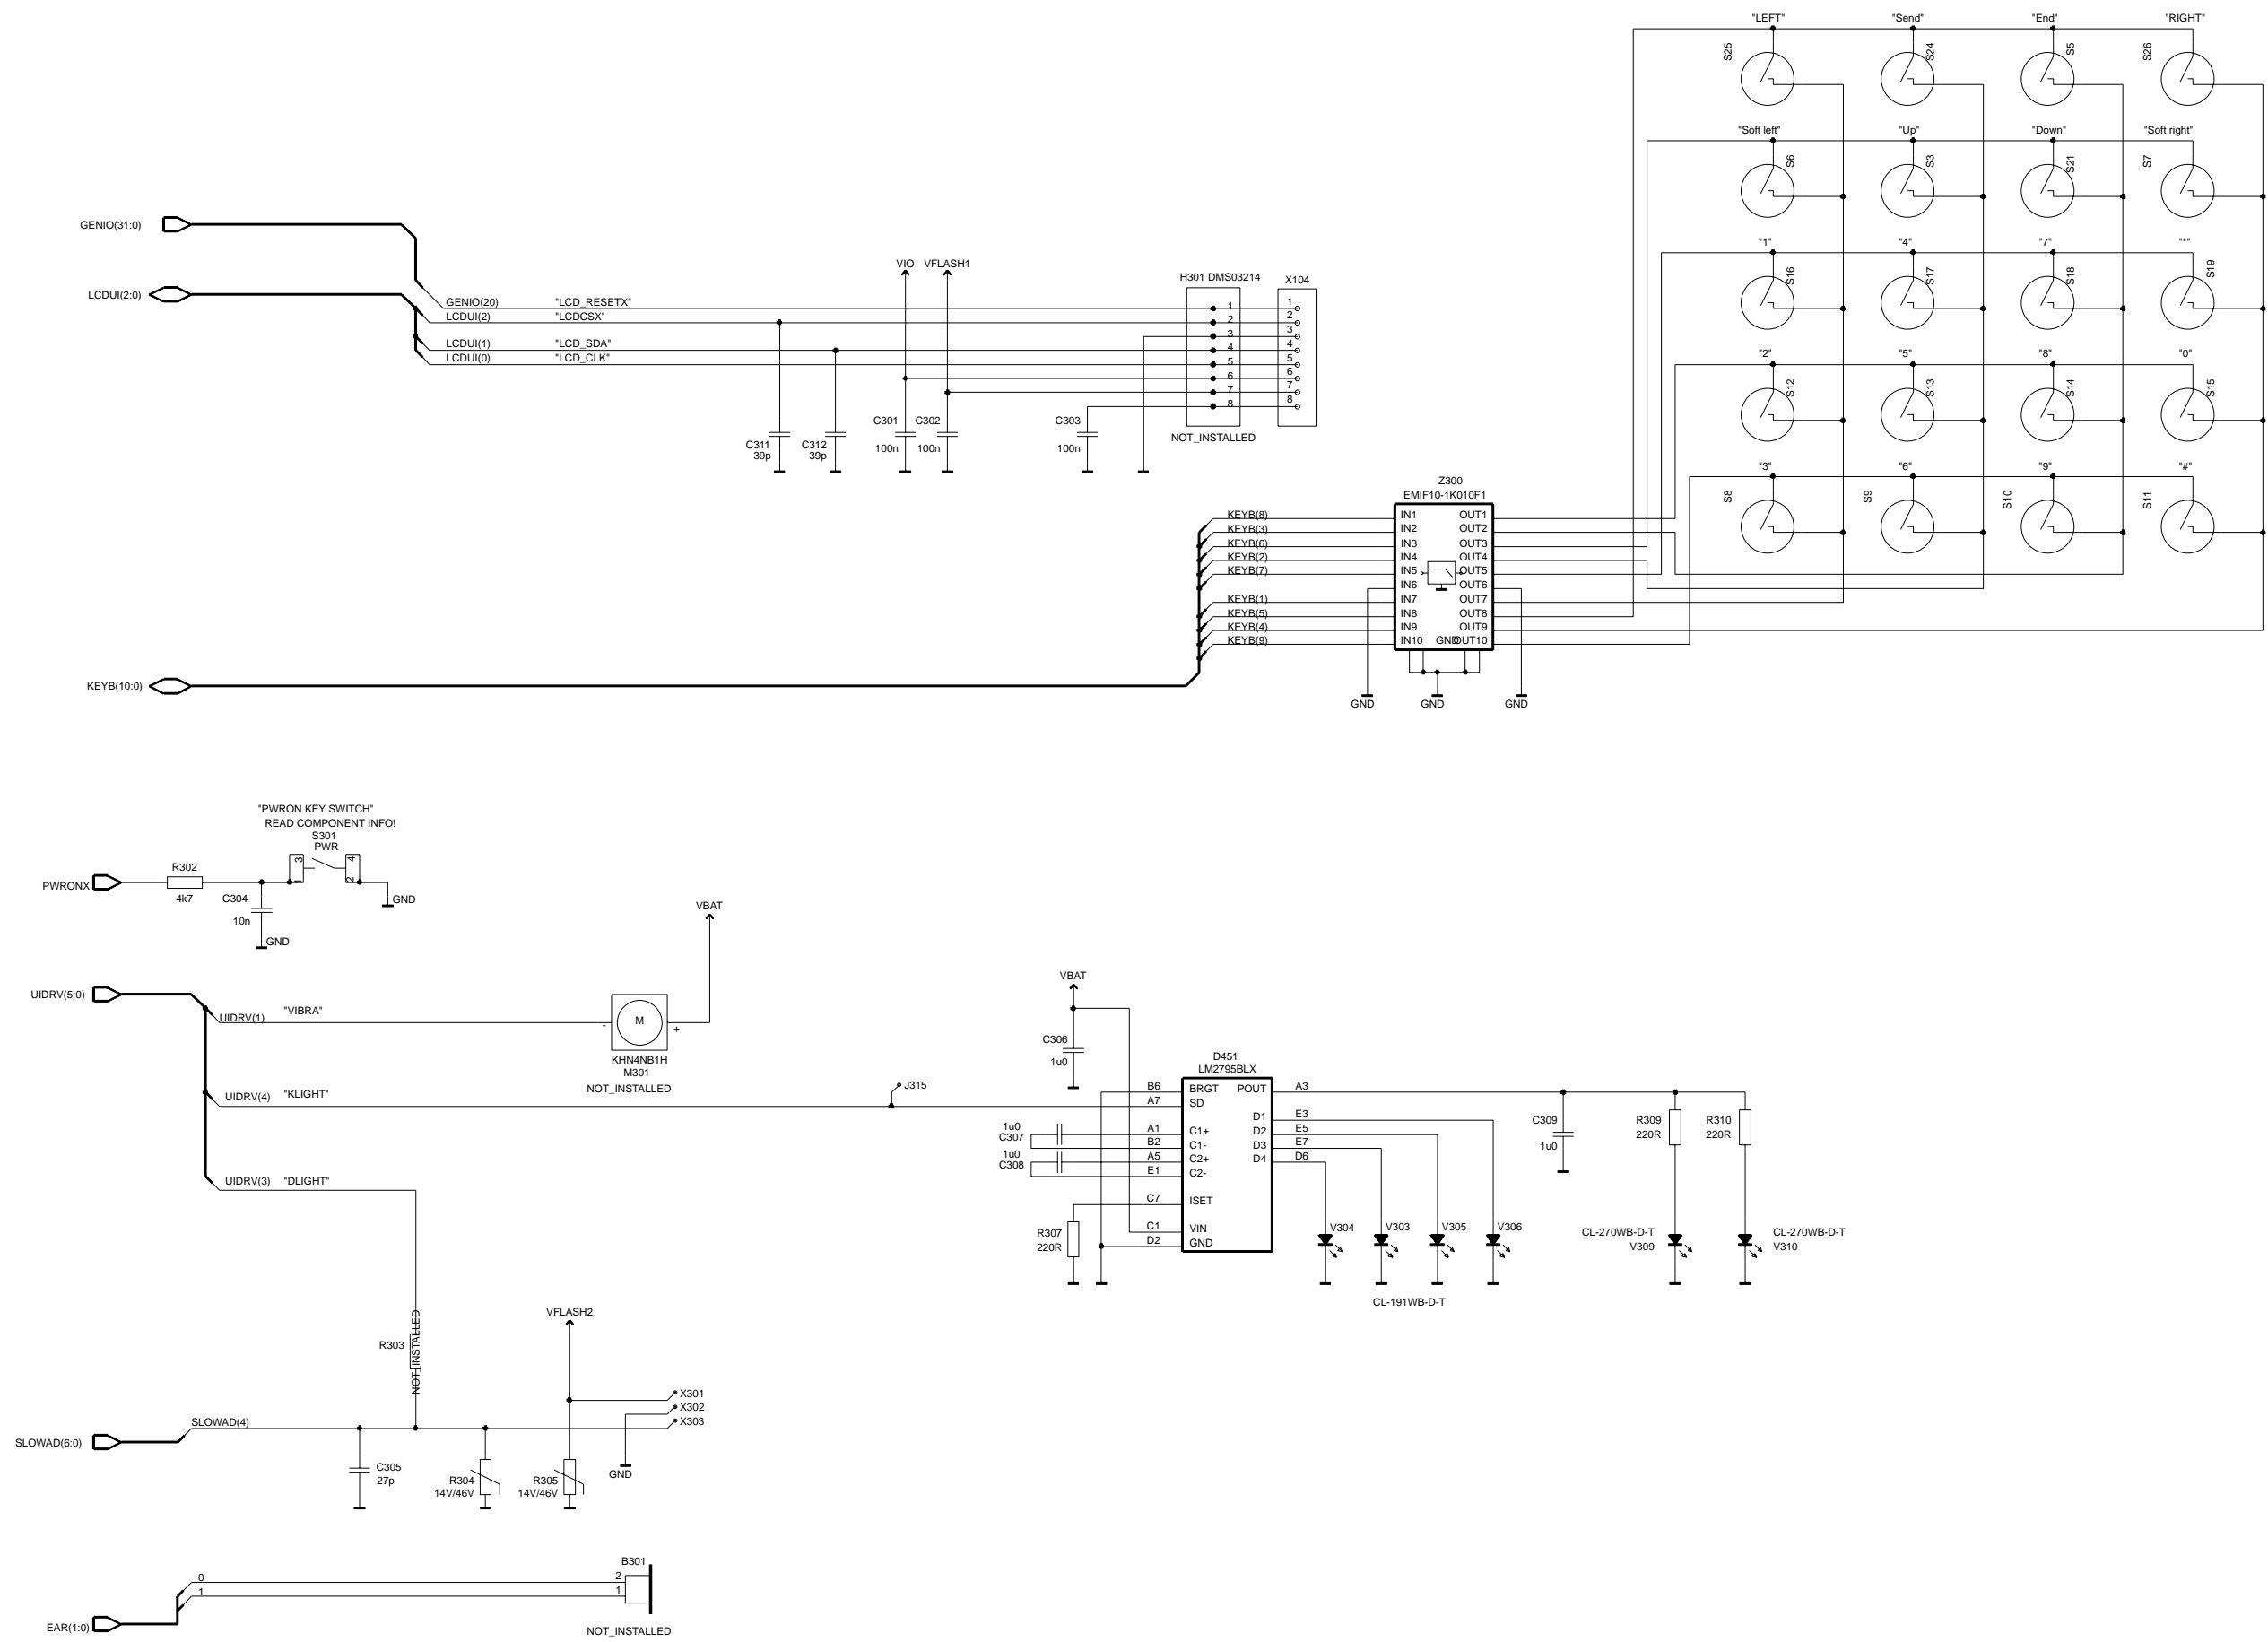 "LEFT" "Send" "End" "RIGHT"
S25 S24 S5 S26
"Soft left" "Up" "Down" "Soft right"
S6 S3 S21 S7
"1" "4" "7" "*"
S16 S17 S18 S19
"2" "5" "8" "0"
S12 S13 S14 S15
"3" "6" "9" "#"
S8 S9 S10 S11
GENIO(31:0)
LCDUI(2:0)
VIO VFLASH1
H301 DMS03214
X104
GENIO(20) "LCD_RESETX" 1 1
LCDUI(2) "LCDCSX" 2 2
3 3
LCDUI(1) "LCD_SDA" 4 4
LCDUI(0) "LCD_CLK" 5 5
6 6
7 7
8 8
C311
39p
C312
39p
C301
100n
C302
100n
C303
100n
NOT_INSTALLED
Z300
EMIF10-1K010F1
KEYB(8) IN1 OUT1
KEYB(3) IN2 OUT2
KEYB(6) IN3 OUT3
KEYB(2) IN4 OUT4
KEYB(7) IN5 OUT5
IN6 OUT6
KEYB(1) IN7 OUT7
KEYB(5) IN8 OUT8
KEYB(4) IN9 OUT9
KEYB(9) IN10 GND OUT10
KEYB(10:0)
GND GND GND
"PWRON KEY SWITCH"
READ COMPONENT INFO!
S301
PWR
3 4
1 2
PWRONX
R302
4k7
C304
10n
GND
GND
VBAT
UIDRV(5:0)
UIDRV(1) "VIBRA"
M
- +
KHN4NB1H
M301
NOT_INSTALLED
UIDRV(4) "KLIGHT"
J315
UIDRV(3) "DLIGHT"
VBAT
C306
1u0
D451
LM2795BLX
B6 BRGT POUT A3
A7 SD
D1 E3
A1 C1+ D2 E5
B2 C1- D3 E7
A5 C2+ D4 D6
E1 C2-
C7 ISET
C1 VIN
D2 GND
1u0
C307
1u0
C308
R307
220R
C309
1u0
R309
220R
R310
220R
V304 V303 V305 V306
CL-191WB-D-T
CL-270WB-D-T
V309
CL-270WB-D-T
V310
R303
NOT_INSTALLED
VFLASH2
X301
X302
X303
SLOWAD(4)
SLOWAD(6:0)
C305
27p
R304
14V/46V
R305
14V/46V
GND
B301
0 2
1 1
EAR(1:0)
NOT_INSTALLED